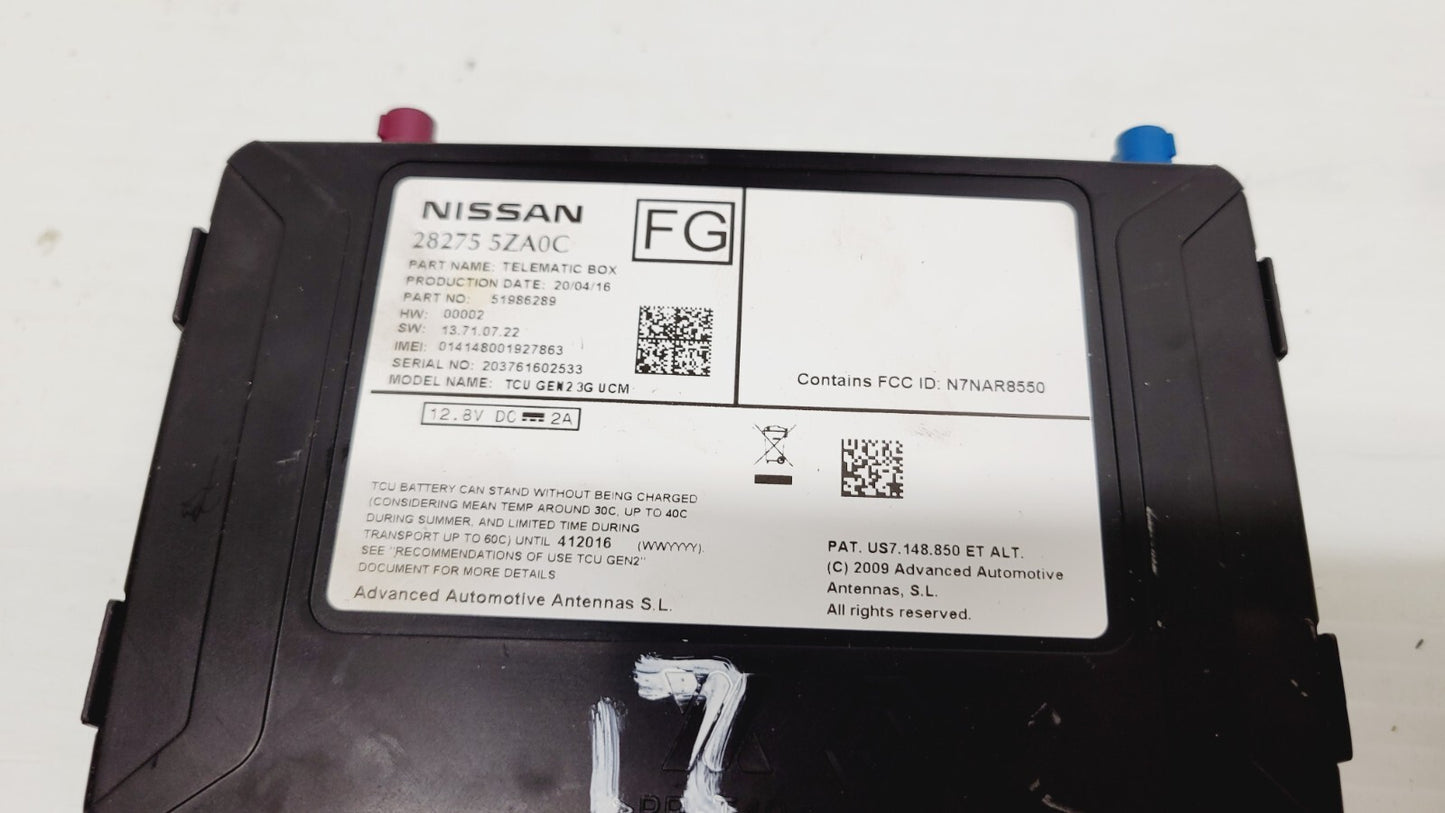 NISSAN
28275 5ZA0C
FG
PART NAME: TELEMATIC BOX
PRODUCTION DATE: 20/04/16
PART NO: 51986289
HW: 00002
SW: 13.71.07.22
IMEI: 014148001927863
SERIAL NO: 203761602533
MODEL NAME: TCU GEN2 3G UCM
Contains FCC ID: N7NAR8550
12.8V DC 2A
TCU BATTERY CAN STAND WITHOUT BEING CHARGED
(CONSIDERING MEAN TEMP AROUND 30C, UP TO 40C
DURING SUMMER, AND LIMITED TIME DURING
TRANSPORT UP TO 60C) UNTIL 412016 (WWYYYY).
SEE "RECOMMENDATIONS OF USE TCU GEN2"
DOCUMENT FOR MORE DETAILS
Advanced Automotive Antennas S.L.
PAT. US7.148.850 ET ALT.
(C) 2009 Advanced Automotive
Antennas, S.L.
All rights reserved.